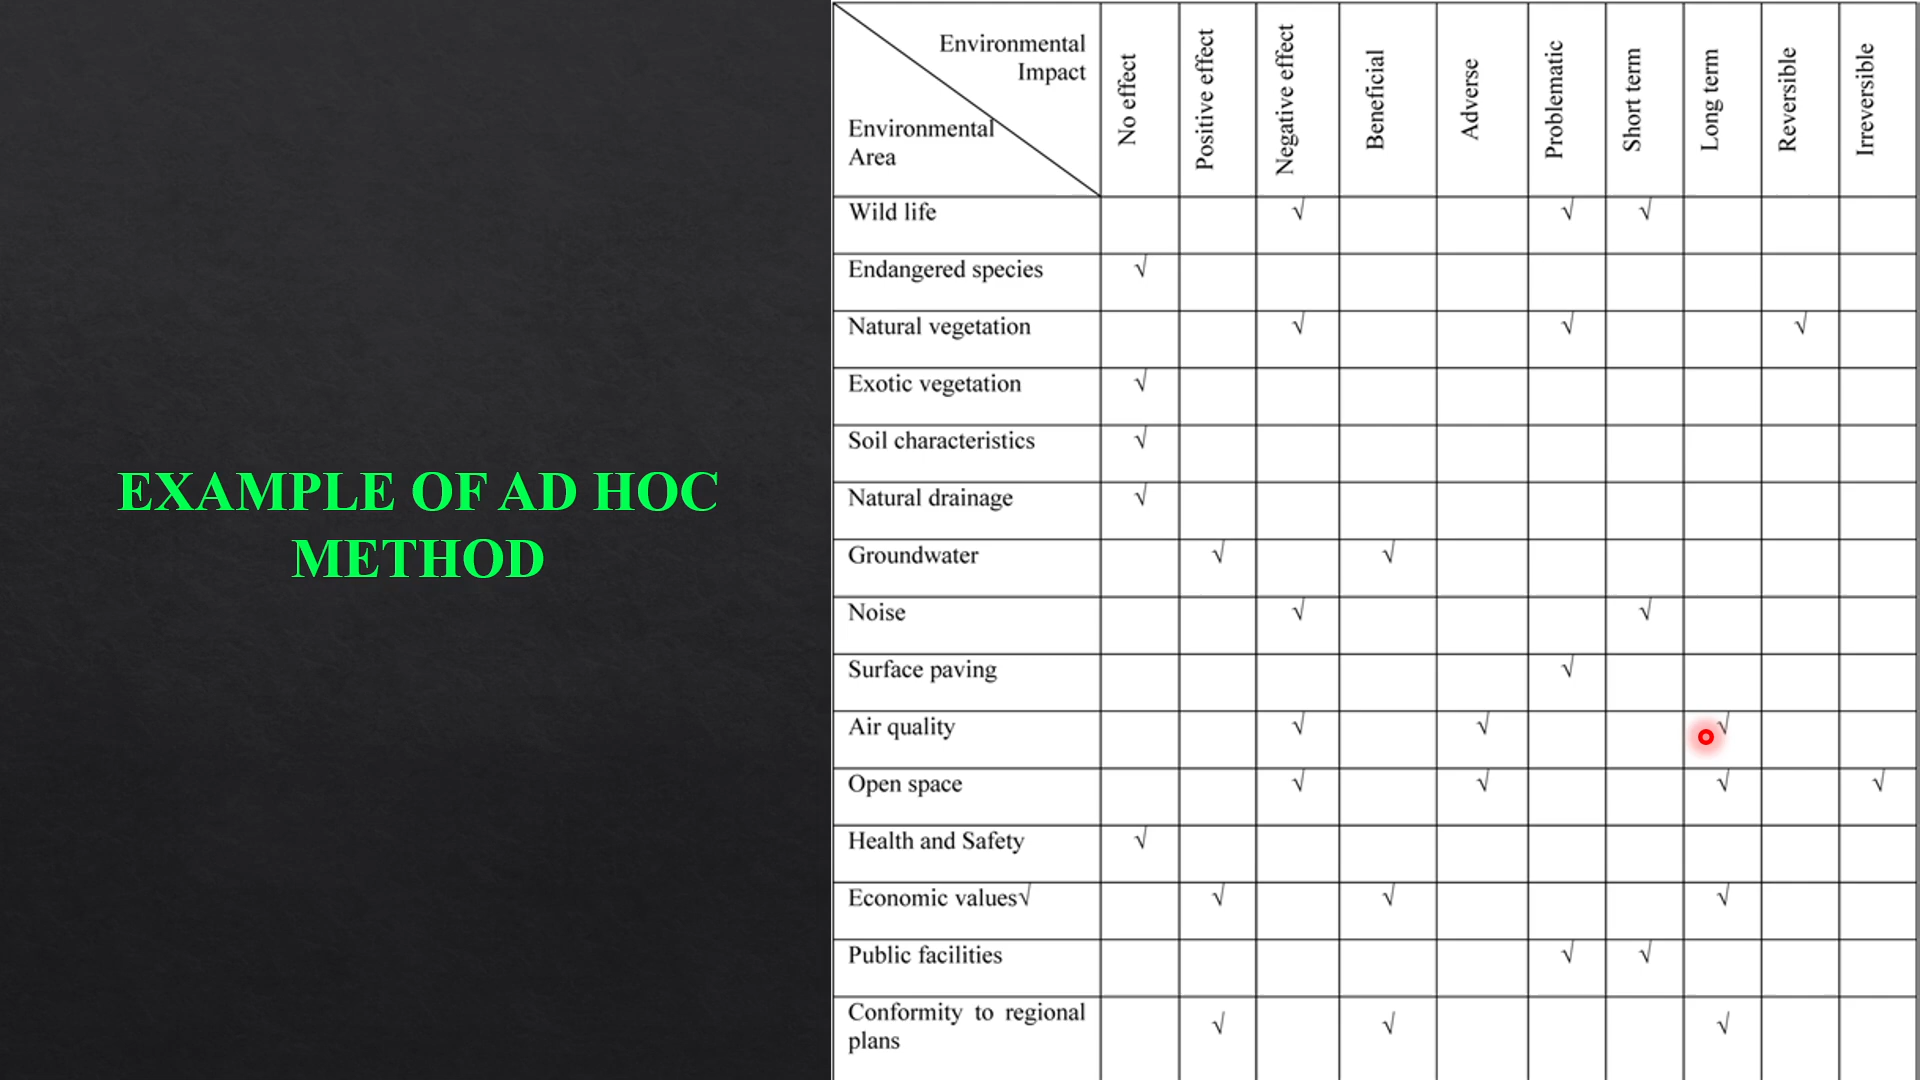 EXAMPLE OF AD HOC
METHOD
Environmental
Impact
Environmental
Area
No effect
Positive effect
Negative effect
Beneficial
Adverse
Problematic
Short term
Long term
Reversible
Irreversible
Wild life √ √ √
Endangered species √
Natural vegetation √ √ √
Exotic vegetation √
Soil characteristics √
Natural drainage √
Groundwater √ √
Noise √ √
Surface paving √
Air quality √ √ √
Open space √ √ √ √
Health and Safety √
Economic values√ √ √ √
Public facilities √ √
Conformity to regional
plans √ √ √